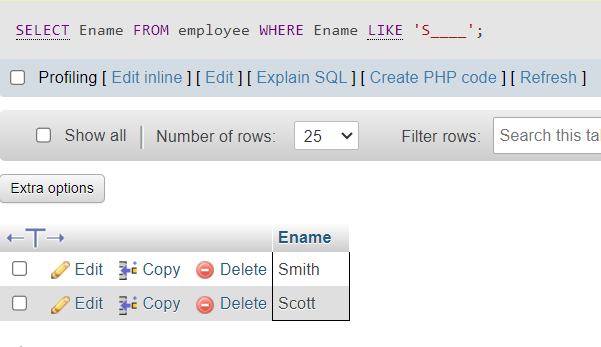 SELECT Ename FROM employee WHERE Ename LIKE 'S____';
Profiling [ Edit inline ] [ Edit ] [ Explain SQL ] [ Create PHP code ] [ Refresh ]
Show all Number of rows: 25 Filter rows: Search this
Extra options
←T→ Ename
Edit Copy Delete Smith
Edit Copy Delete Scott